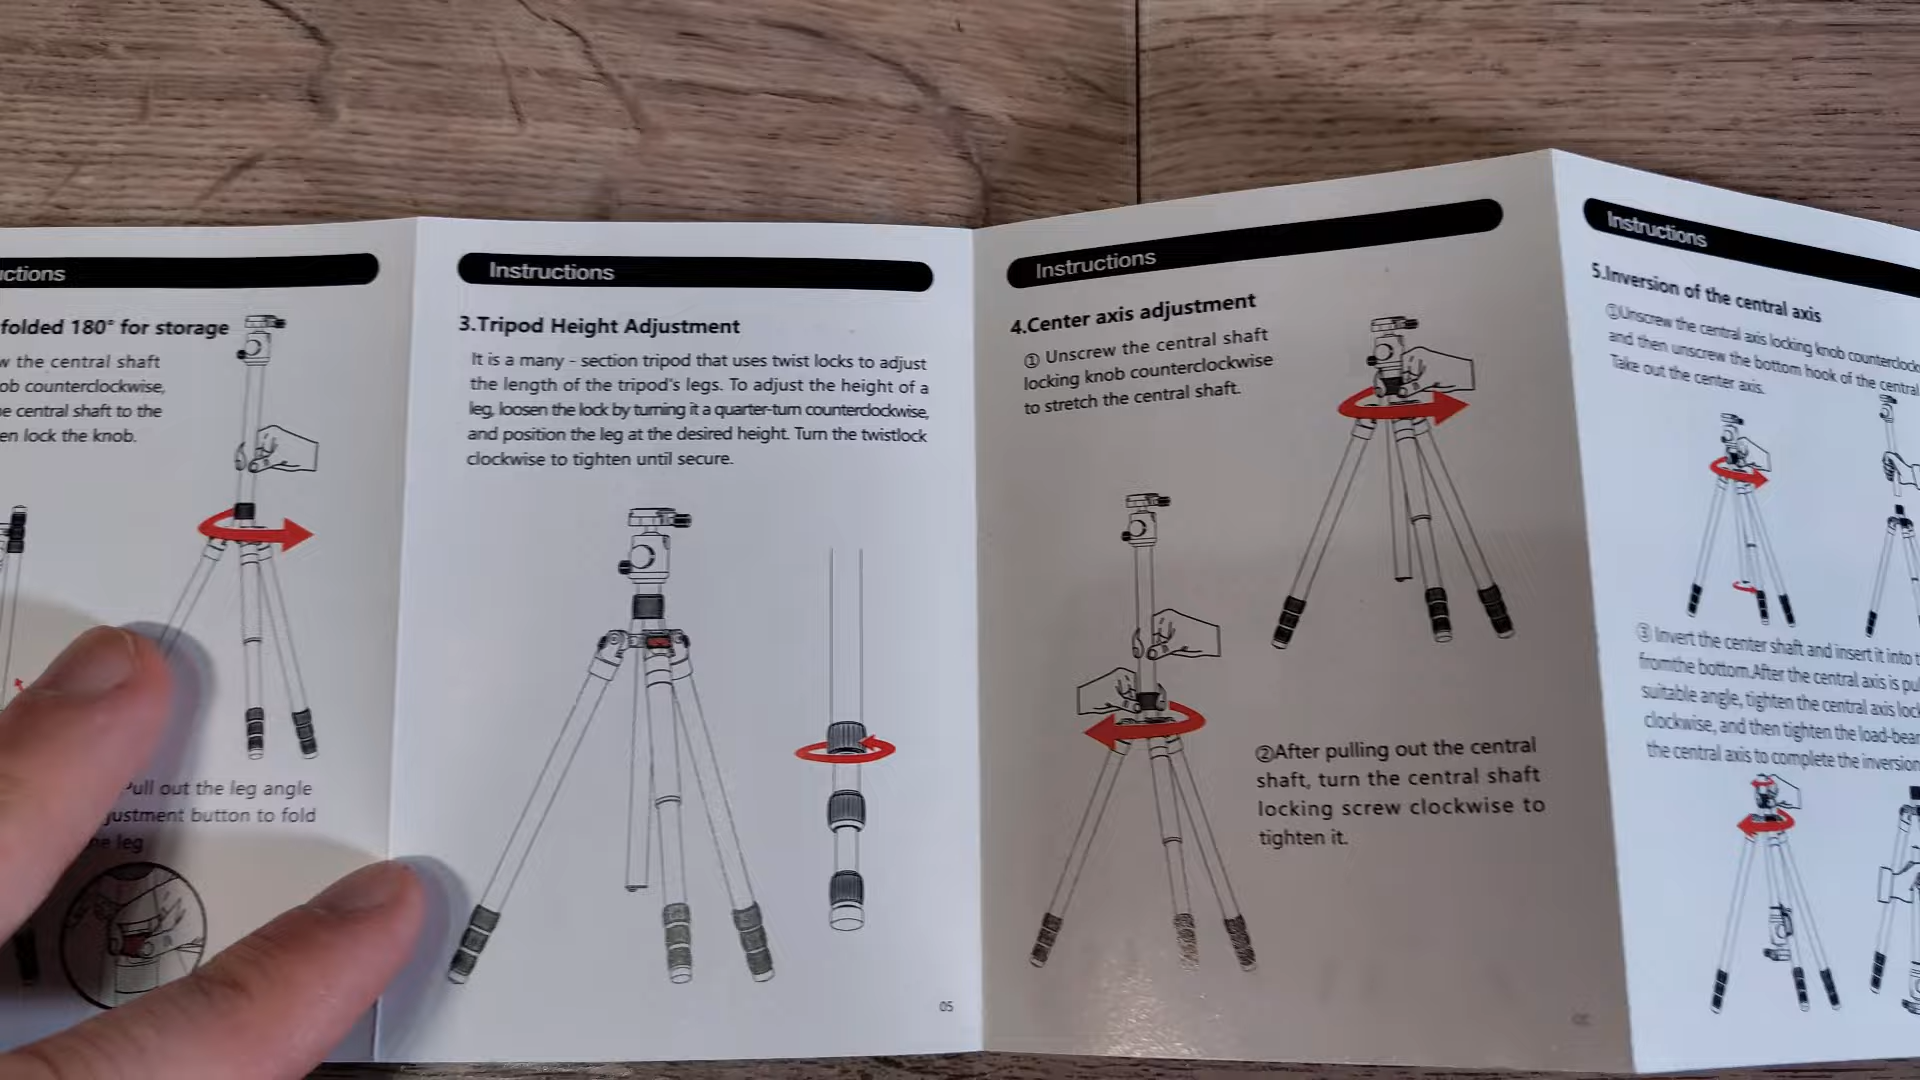 ctions
folded 180° for storage
w the central shaft
ob counterclockwise,
e central shaft to the
en lock the knob.
Pull out the leg angle
justment button to fold
he leg
Instructions
3.Tripod Height Adjustment
It is a many - section tripod that uses twist locks to adjust
the length of the tripod's legs. To adjust the height of a
leg, loosen the lock by turning it a quarter-turn counterclockwise,
and position the leg at the desired height. Turn the twistlock
clockwise to tighten until secure.
05
Instructions
4.Center axis adjustment
① Unscrew the central shaft
locking knob counterclockwise
to stretch the central shaft.
②After pulling out the central
shaft, turn the central shaft
locking screw clockwise to
tighten it.
Instructions
5.Inversion of the central axis
①Unscrew the central axis locking knob counterclock
and then unscrew the bottom hook of the central
Take out the center axis.
③ Invert the center shaft and insert it into t
fromthe bottom.After the central axis is pu
suitable angle, tighten the central axis loc
clockwise, and then tighten the load-bear
the central axis to complete the inversion